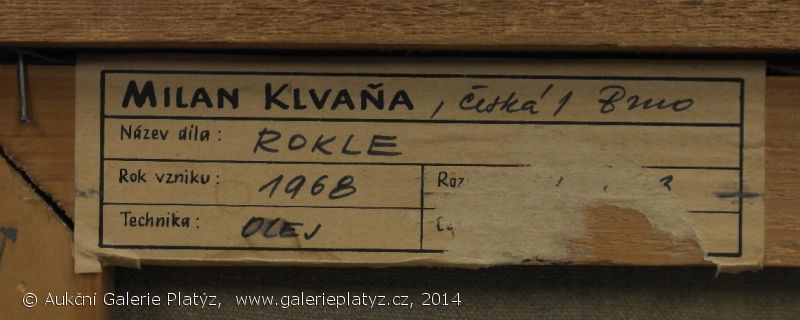 MILAN KLVAŇA, Česká 1 Brno
Název díla: ROKLE
Rok vzniku: 1968
Technika: OLEJ
© Aukční Galerie Platýz, www.galerieplatyz.cz, 2014